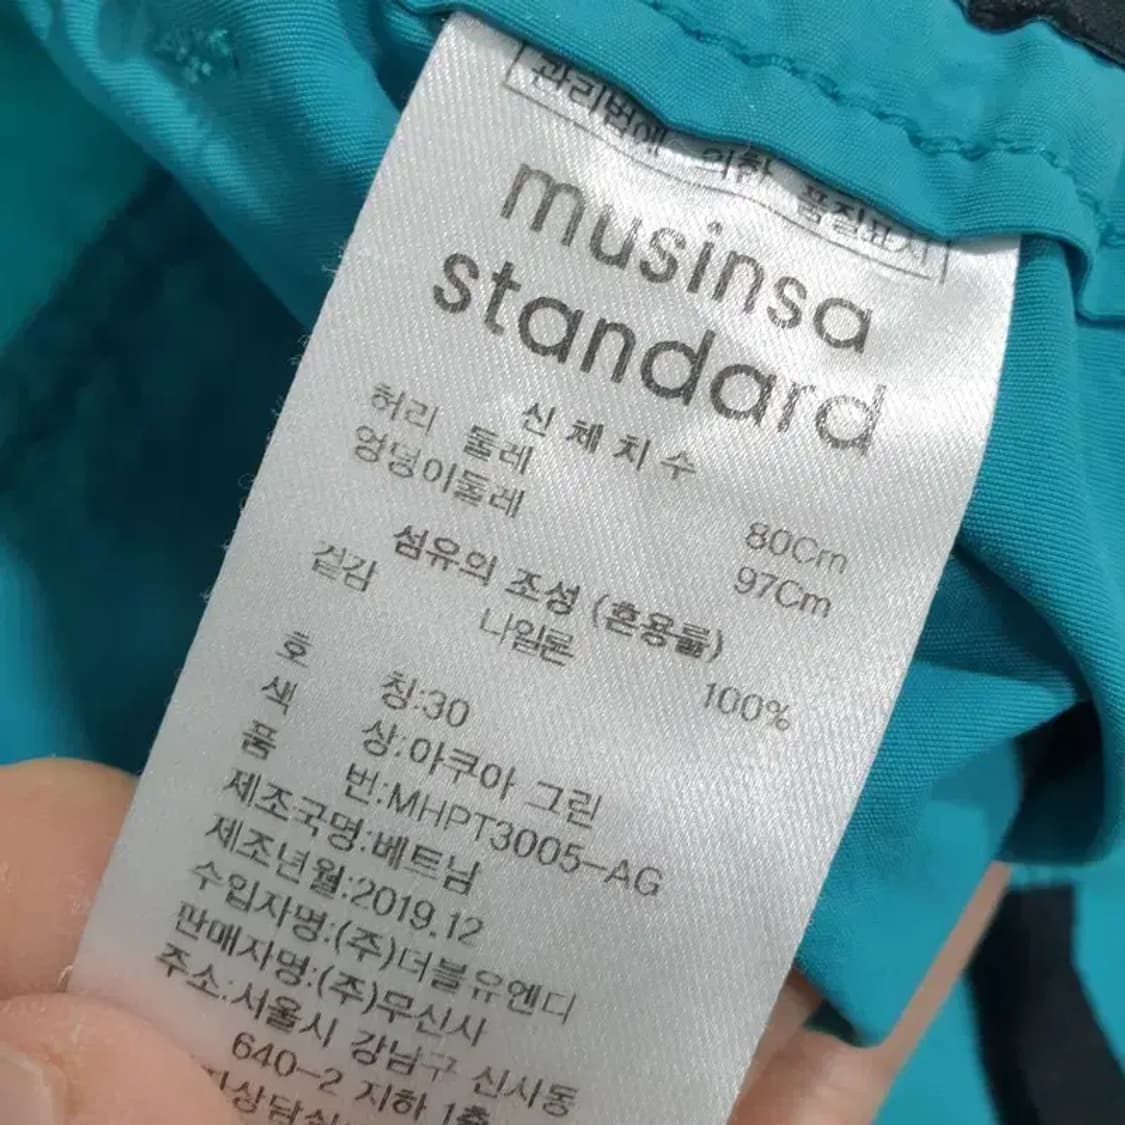 관리법에 의한 품질표시
musinsa
standard
신 체 치 수
허리 둘레 80Cm
엉덩이둘레 97Cm
섬유의 조성 (혼용률)
겉감 나일론 100%
호 칭:30
색 상:아쿠아 그린
품 번:MHPT3005-AG
제조국명:베트남
제조년월:2019.12
수입자명:(주)더블유엔디
판매자명:(주)무신사
주소:서울시 강남구 신사동
640-2 지하 1층